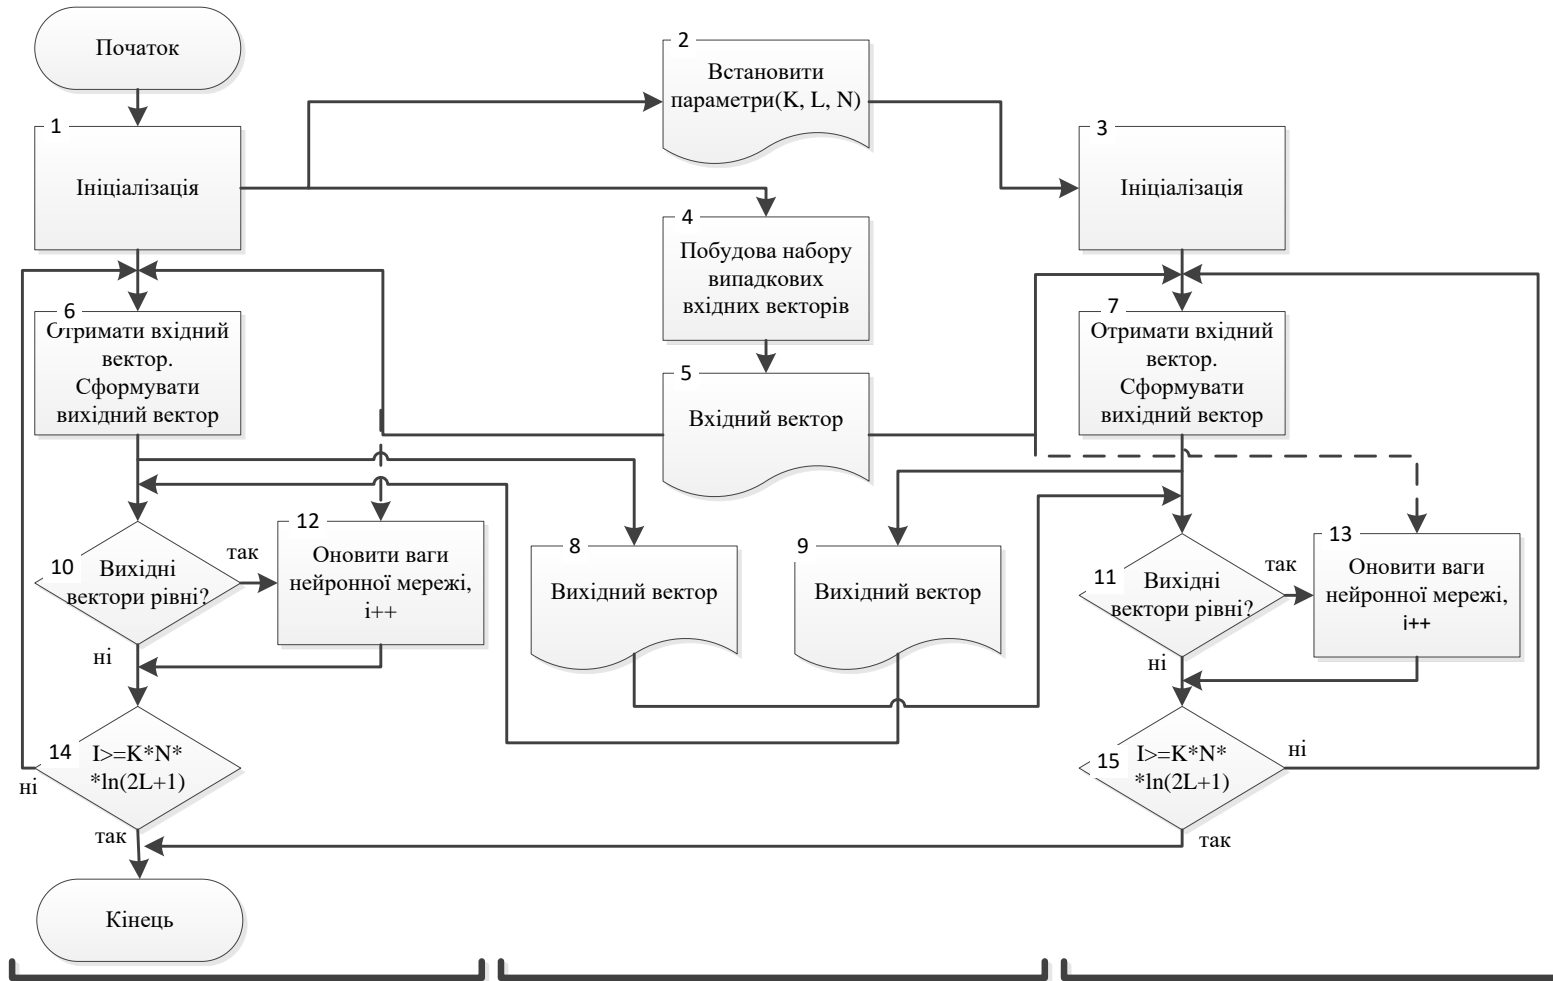 Початок
1
Ініціалізація
2
Встановити
параметри(K, L, N)
3
Ініціалізація
4
Побудова набору
випадкових
вхідних векторів
5
Вхідний вектор
6
Отримати вхідний
вектор.
Сформувати
вихідний вектор
7
Отримати вхідний
вектор.
Сформувати
вихідний вектор
8
Вихідний вектор
9
Вихідний вектор
10
Вихідні
вектори рівні?
так
ні
12
Оновити ваги
нейронної мережі,
i++
11
Вихідні
вектори рівні?
так
ні
13
Оновити ваги
нейронної мережі,
i++
14
I>=K*N*
*ln(2L+1)
ні
так
15
I>=K*N*
*ln(2L+1)
ні
так
Кінець